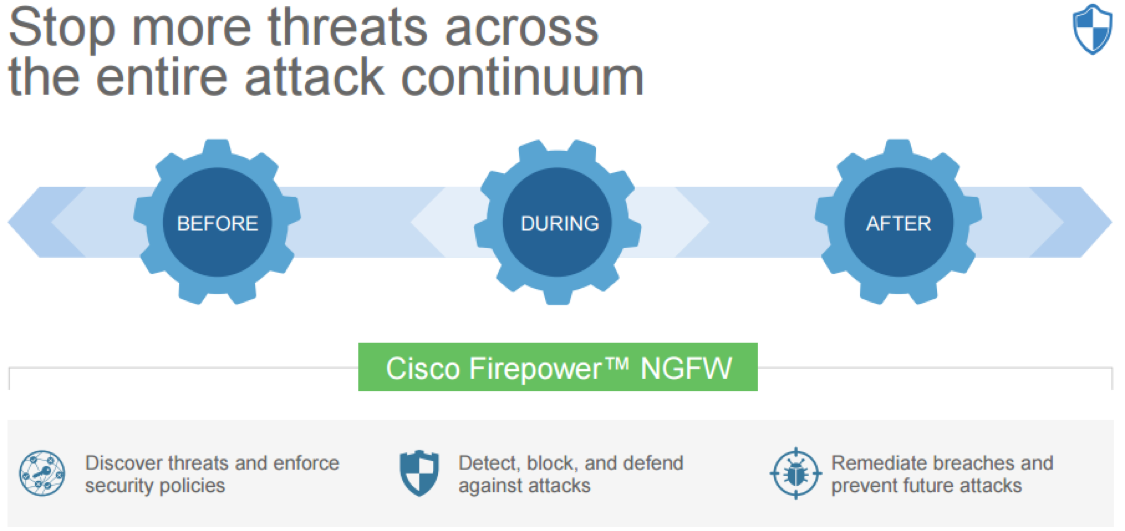 Stop more threats across
the entire attack continuum
BEFORE
DURING
AFTER
Cisco Firepower™ NGFW
Discover threats and enforce
security policies
Detect, block, and defend
against attacks
Remediate breaches and
prevent future attacks